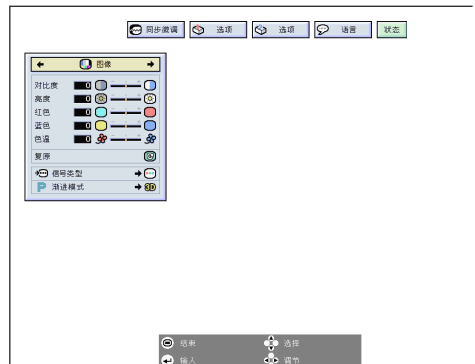 同步微调 选项 选项 语言 状态
图像
对比度 0
亮度 0
红色 0
蓝色 0
色温 0
复原
信号类型
P 渐进模式 3D
结束 选择
输入 调节